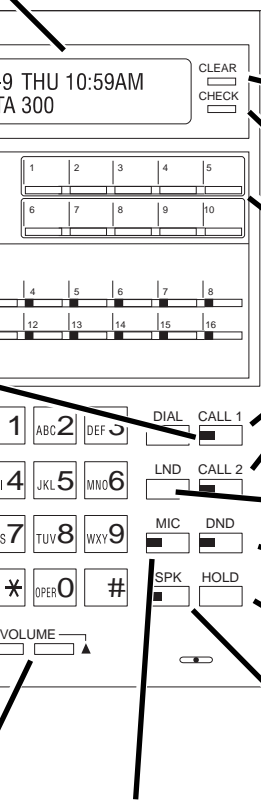 -9 THU 10:59AM
TA 300
CLEAR
CHECK
1 2 3 4 5
6 7 8 9 10
4 5 6 7 8
12 13 14 15 16
DIAL CALL 1
1 ABC2 DEF3
LND CALL 2
4 JKL5 MNO6
MIC DND
S7 TUV8 WXY9
SPK HOLD
* OPER0 #
VOLUME